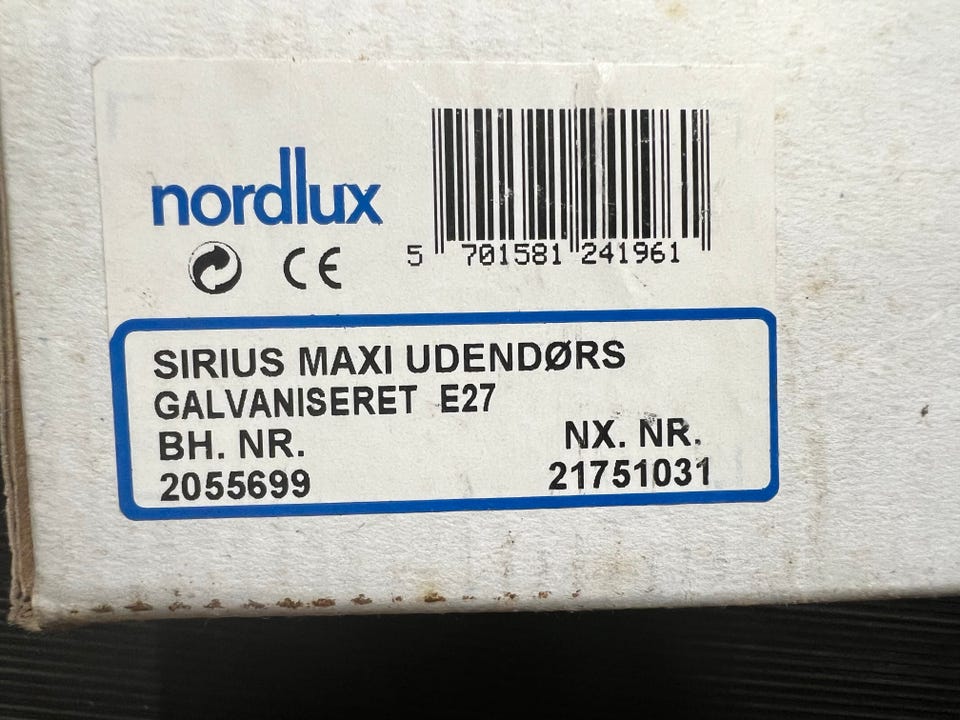 nordlux
CE
5 701581 241961
SIRIUS MAXI UDENDØRS
GALVANISERET E27
BH. NR.
2055699
NX. NR.
21751031